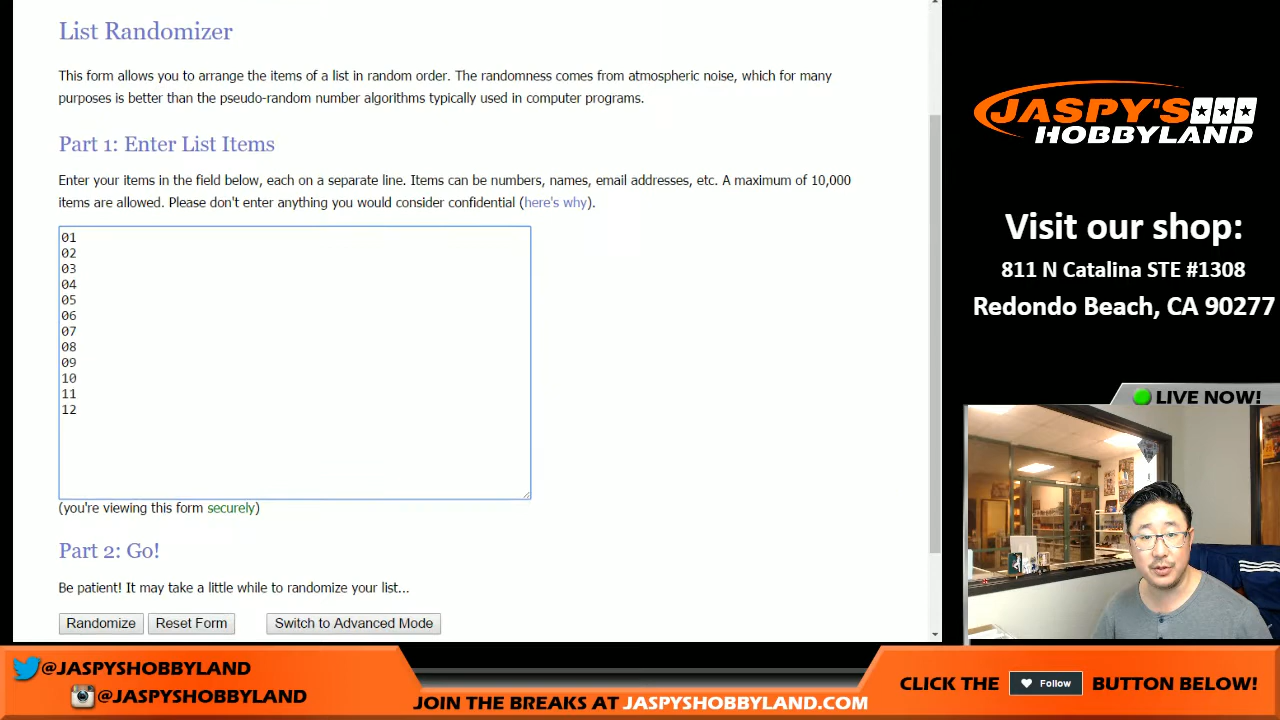 List Randomizer
This form allows you to arrange the items of a list in random order. The randomness comes from atmospheric noise, which for many
purposes is better than the pseudo-random number algorithms typically used in computer programs.
Part 1: Enter List Items
Enter your items in the field below, each on a separate line. Items can be numbers, names, email addresses, etc. A maximum of 10,000
items are allowed. Please don't enter anything you would consider confidential (here's why).
01
02
03
04
05
06
07
08
09
10
11
12
(you're viewing this form securely)
Part 2: Go!
Be patient! It may take a little while to randomize your list...
Randomize
Reset Form
Switch to Advanced Mode
JASPY'S
HOBBYLAND
Visit our shop:
811 N Catalina STE #1308
Redondo Beach, CA 90277
LIVE NOW!
@JASPYSHOBBYLAND
@JASPYSHOBBYLAND
JOIN THE BREAKS AT JASPYSHOBBYLAND.COM
CLICK THE
Follow
BUTTON BELOW!